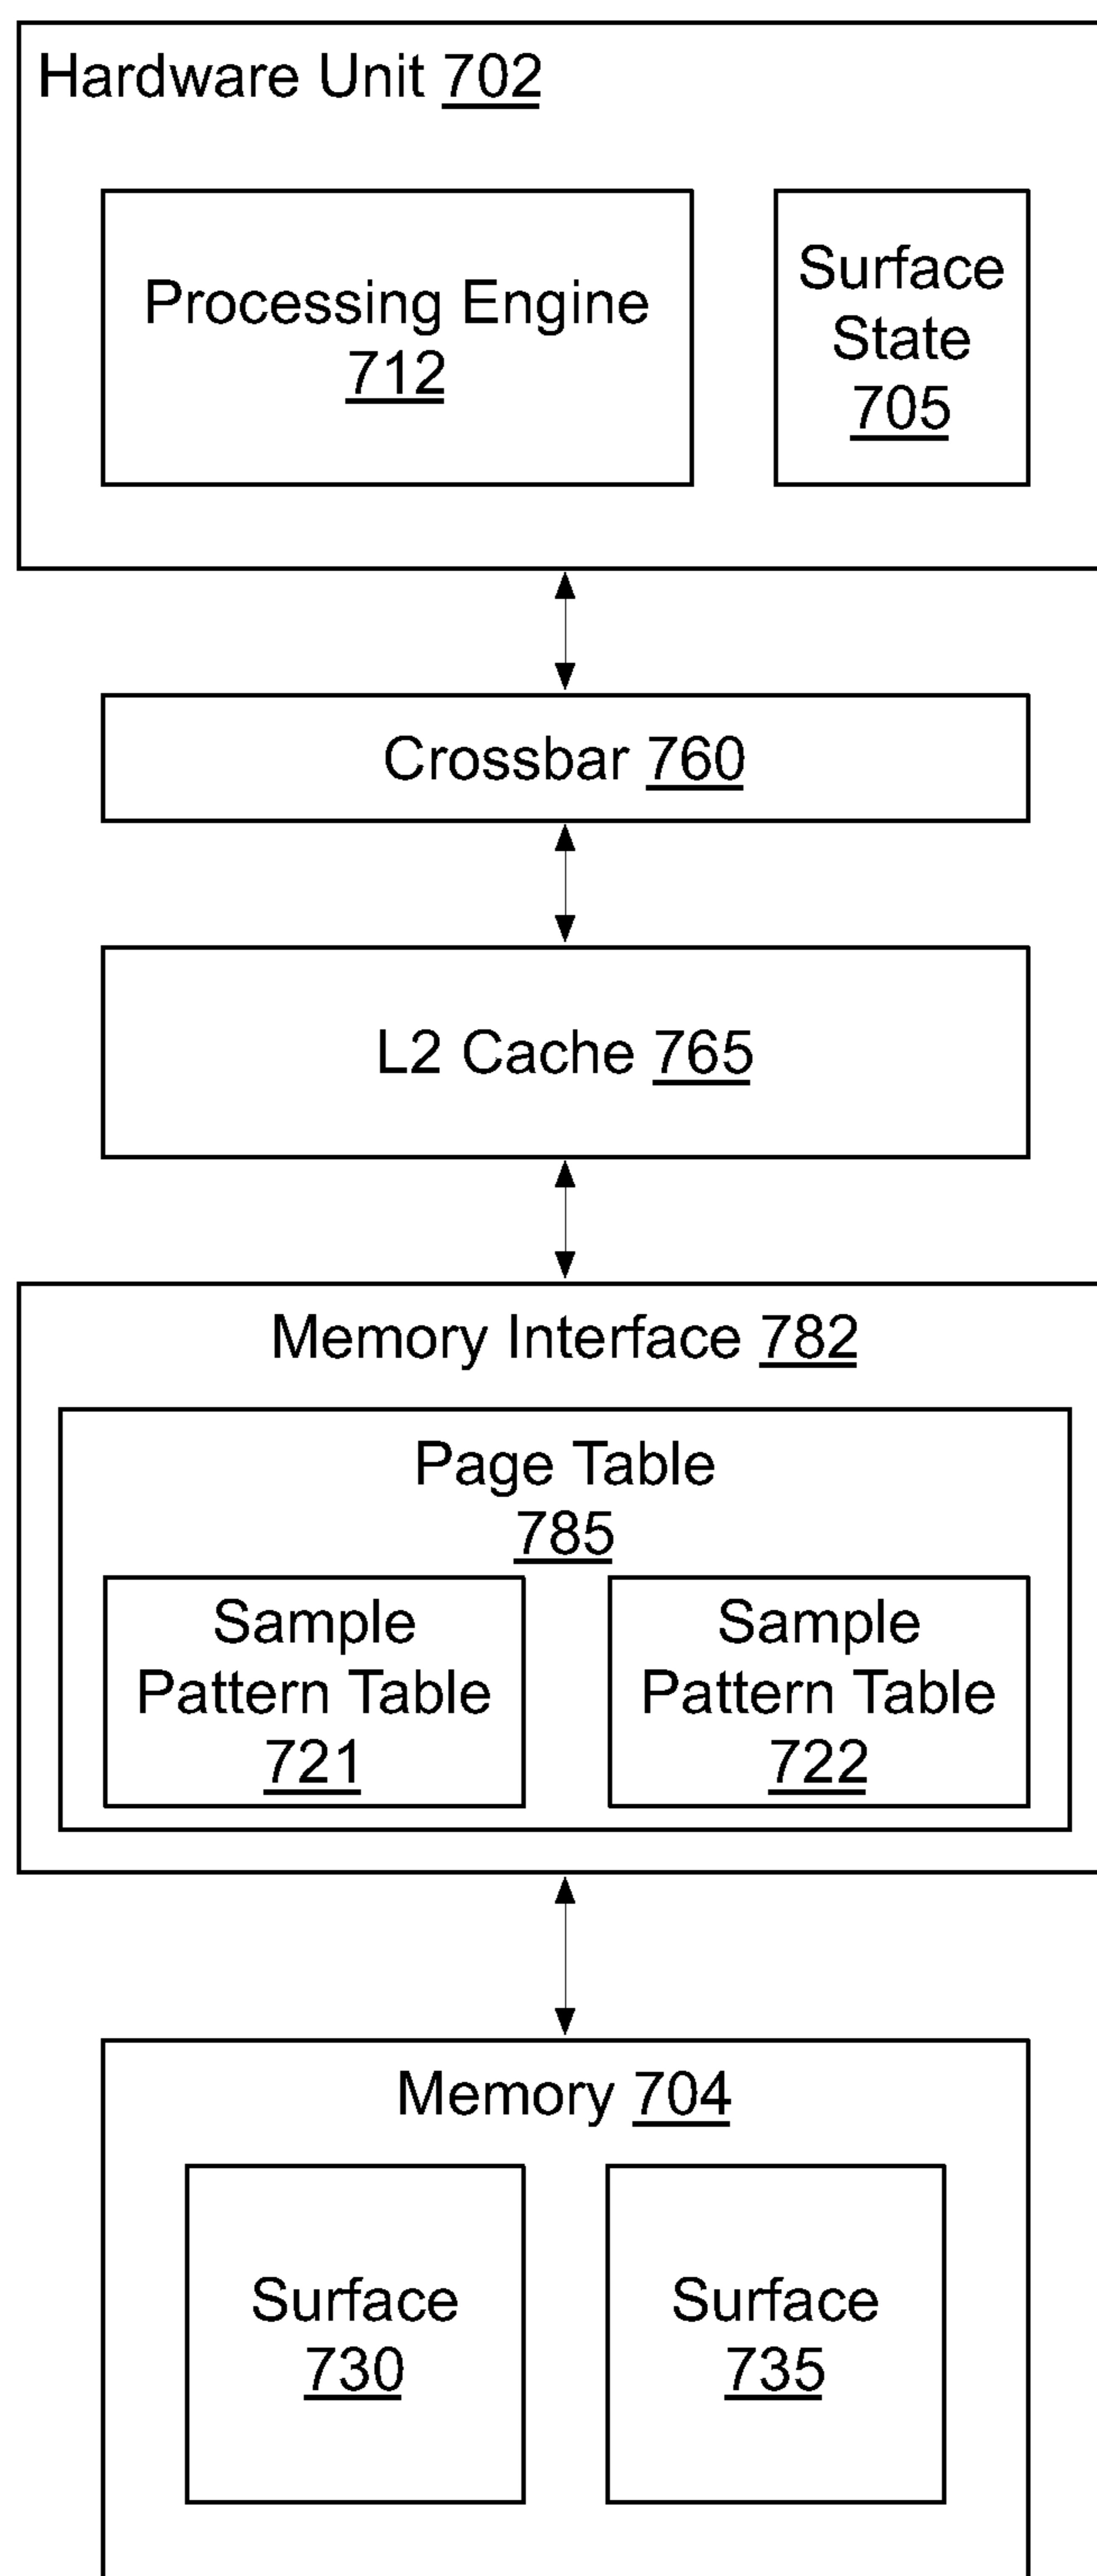 Hardware Unit 702
Processing Engine
712
Surface
State
705
Crossbar 760
L2 Cache 765
Memory Interface 782
Page Table
785
Sample
Pattern Table
721
Sample
Pattern Table
722
Memory 704
Surface
730
Surface
735